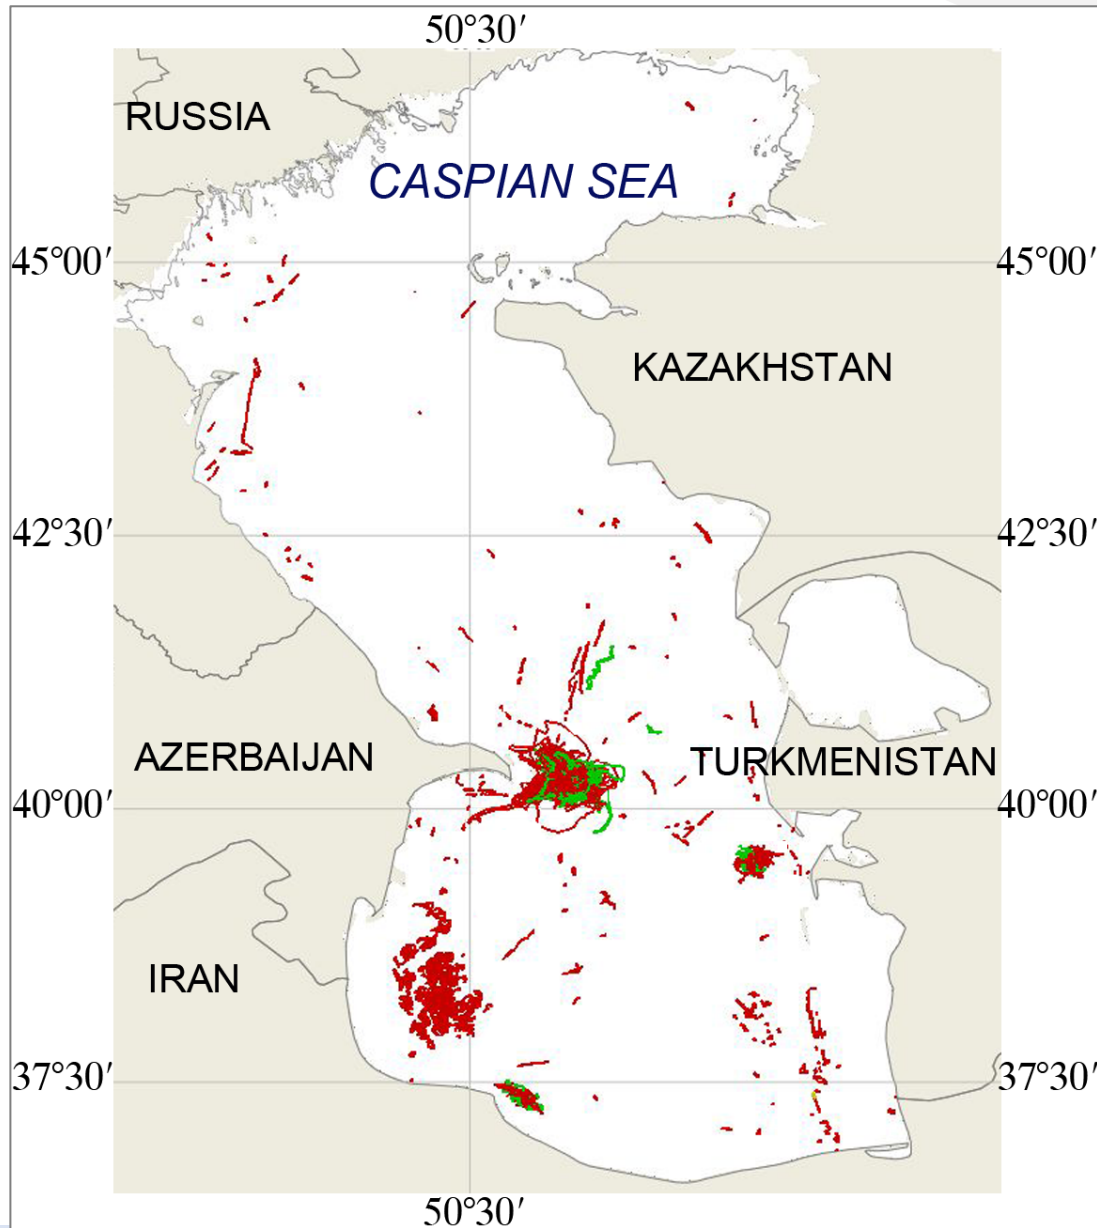 50°30′
RUSSIA
CASPIAN SEA
45°00′ 45°00′
KAZAKHSTAN
42°30′ 42°30′
AZERBAIJAN TURKMENISTAN
40°00′ 40°00′
IRAN
37°30′ 37°30′
50°30′